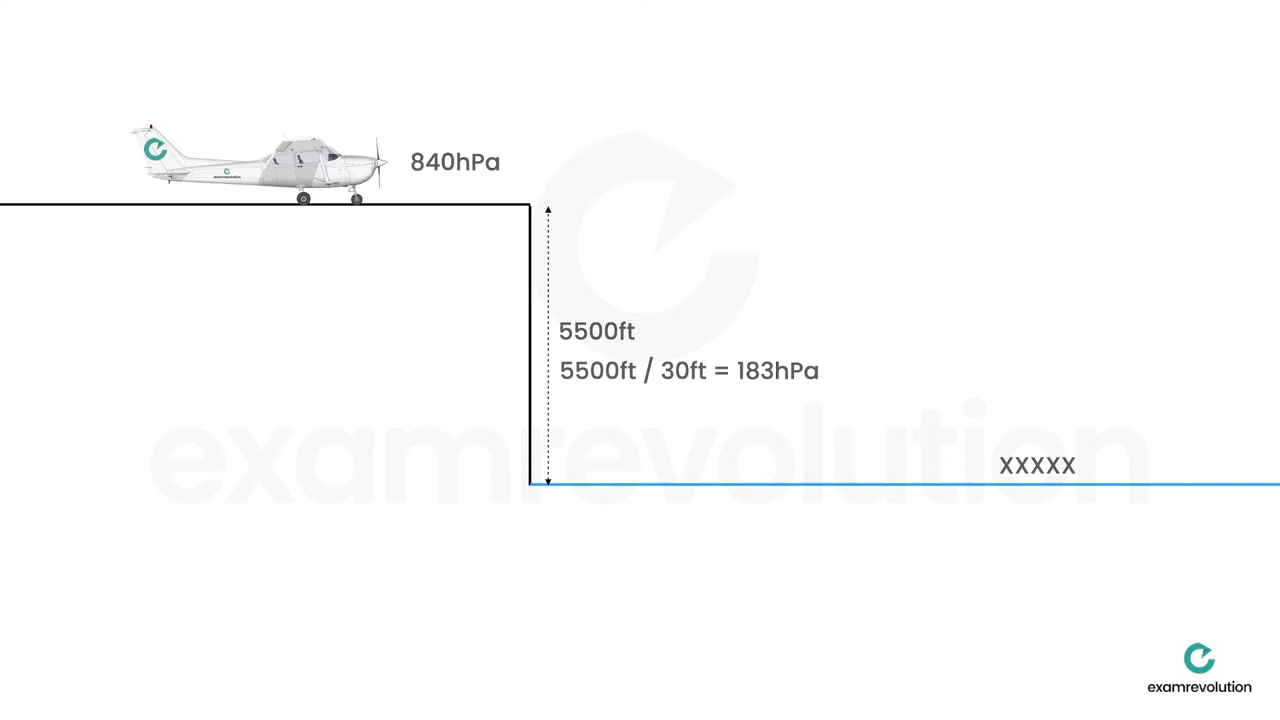 840hPa
5500ft
5500ft / 30ft = 183hPa
XXXXX
examrevolution
examrevolution